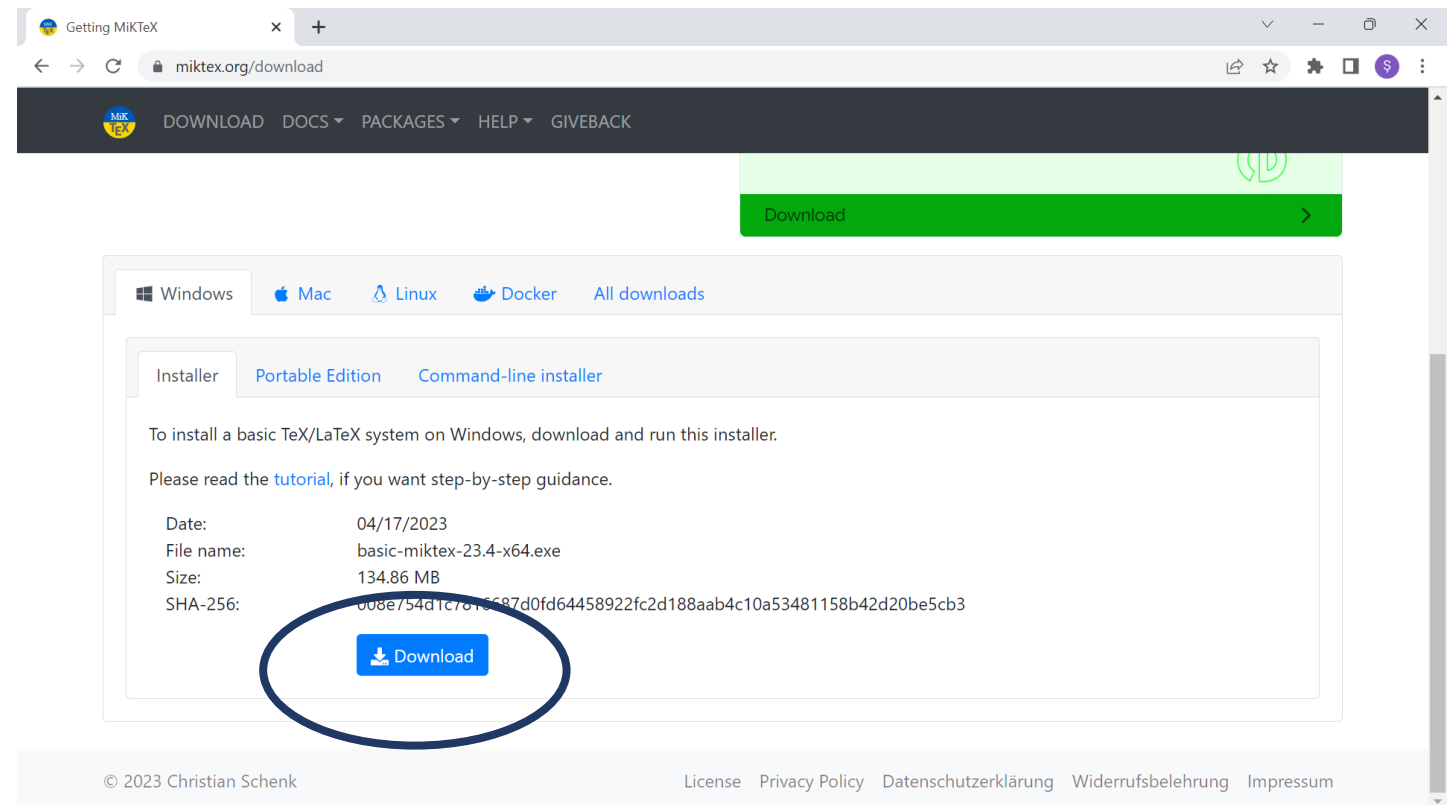 Getting MiKTeX
miktex.org/download
S
MiK TEX DOWNLOAD DOCS PACKAGES HELP GIVEBACK
Download
Windows Mac Linux Docker All downloads
Installer Portable Edition Command-line installer
To install a basic TeX/LaTeX system on Windows, download and run this installer.
Please read the tutorial, if you want step-by-step guidance.
Date: 04/17/2023
File name: basic-miktex-23.4-x64.exe
Size: 134.86 MB
SHA-256:
Download
© 2023 Christian Schenk License Privacy Policy Datenschutzerklärung Widerrufsbelehrung Impressum